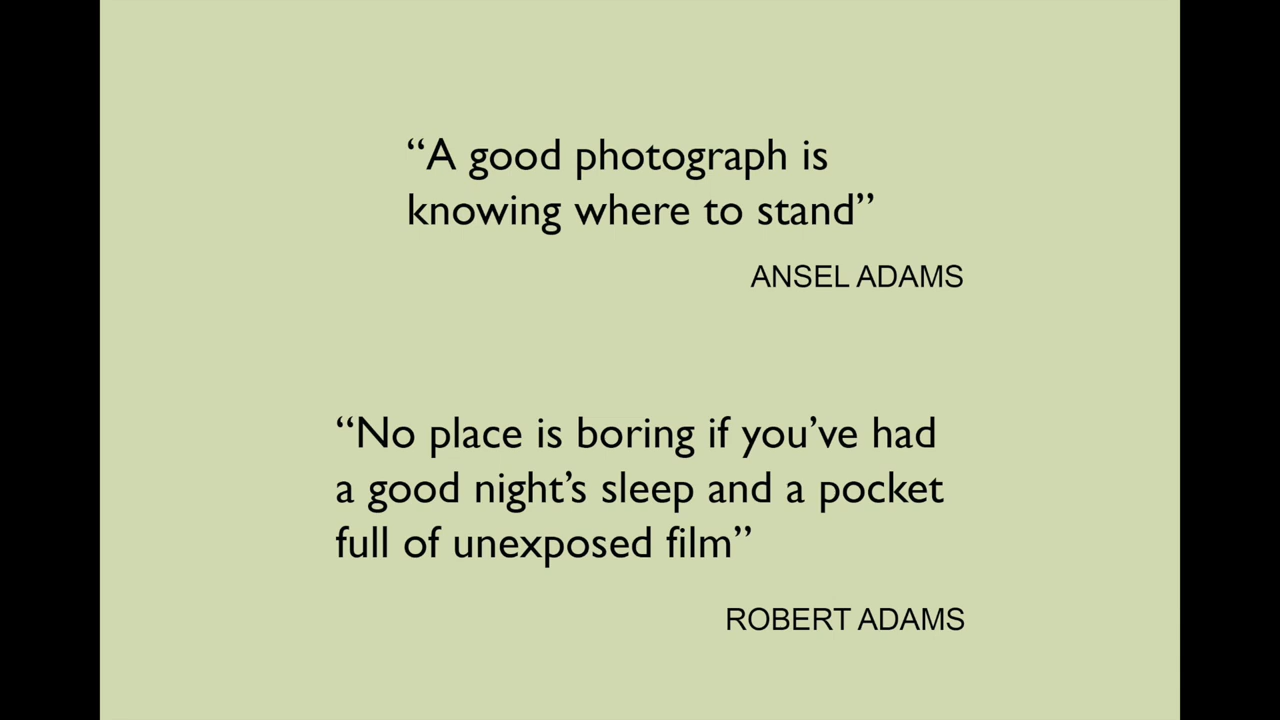 “A good photograph is
knowing where to stand”
ANSEL ADAMS
“No place is boring if you’ve had
a good night’s sleep and a pocket
full of unexposed film”
ROBERT ADAMS